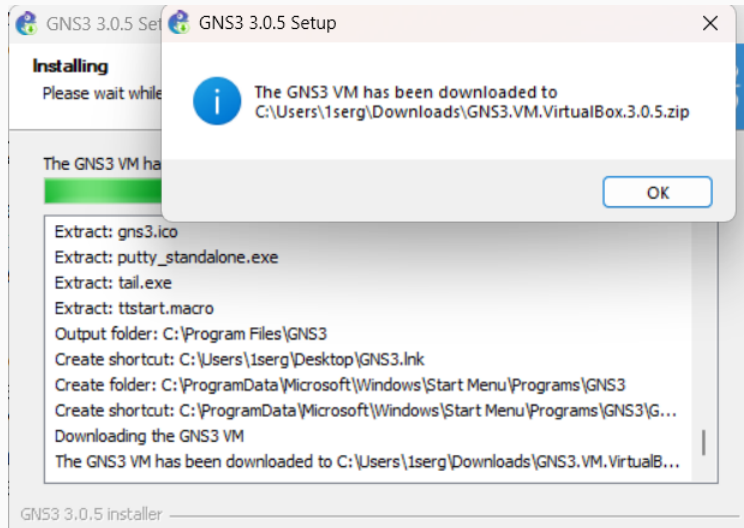 GNS3 3.0.5 Set
GNS3 3.0.5 Setup
Installing
Please wait while
The GNS3 VM has been downloaded to
C:\Users\1serg\Downloads\GNS3.VM.VirtualBox.3.0.5.zip
OK
The GNS3 VM ha
Extract: gns3.ico
Extract: putty_standalone.exe
Extract: tail.exe
Extract: ttstart.macro
Output folder: C:\Program Files\GNS3
Create shortcut: C:\Users\1serg\Desktop\GNS3.lnk
Create folder: C:\ProgramData\Microsoft\Windows\Start Menu\Programs\GNS3
Create shortcut: C:\ProgramData\Microsoft\Windows\Start Menu\Programs\GNS3\G...
Downloading the GNS3 VM
The GNS3 VM has been downloaded to C:\Users\1serg\Downloads\GNS3.VM.VirtualB...
GNS3 3.0.5 installer